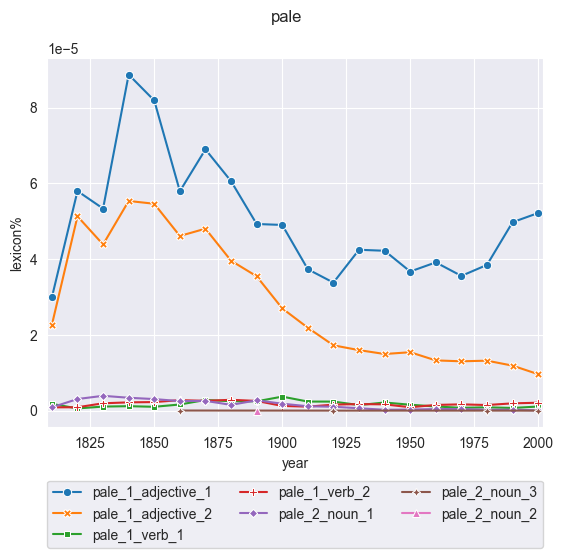 pale
1e−5
8
6
4
2
0
lexicon%
1825 1850 1875 1900 1925 1950 1975 2000
year
pale_1_adjective_1 pale_1_verb_2 pale_2_noun_3
pale_1_adjective_2 pale_2_noun_1 pale_2_noun_2
pale_1_verb_1